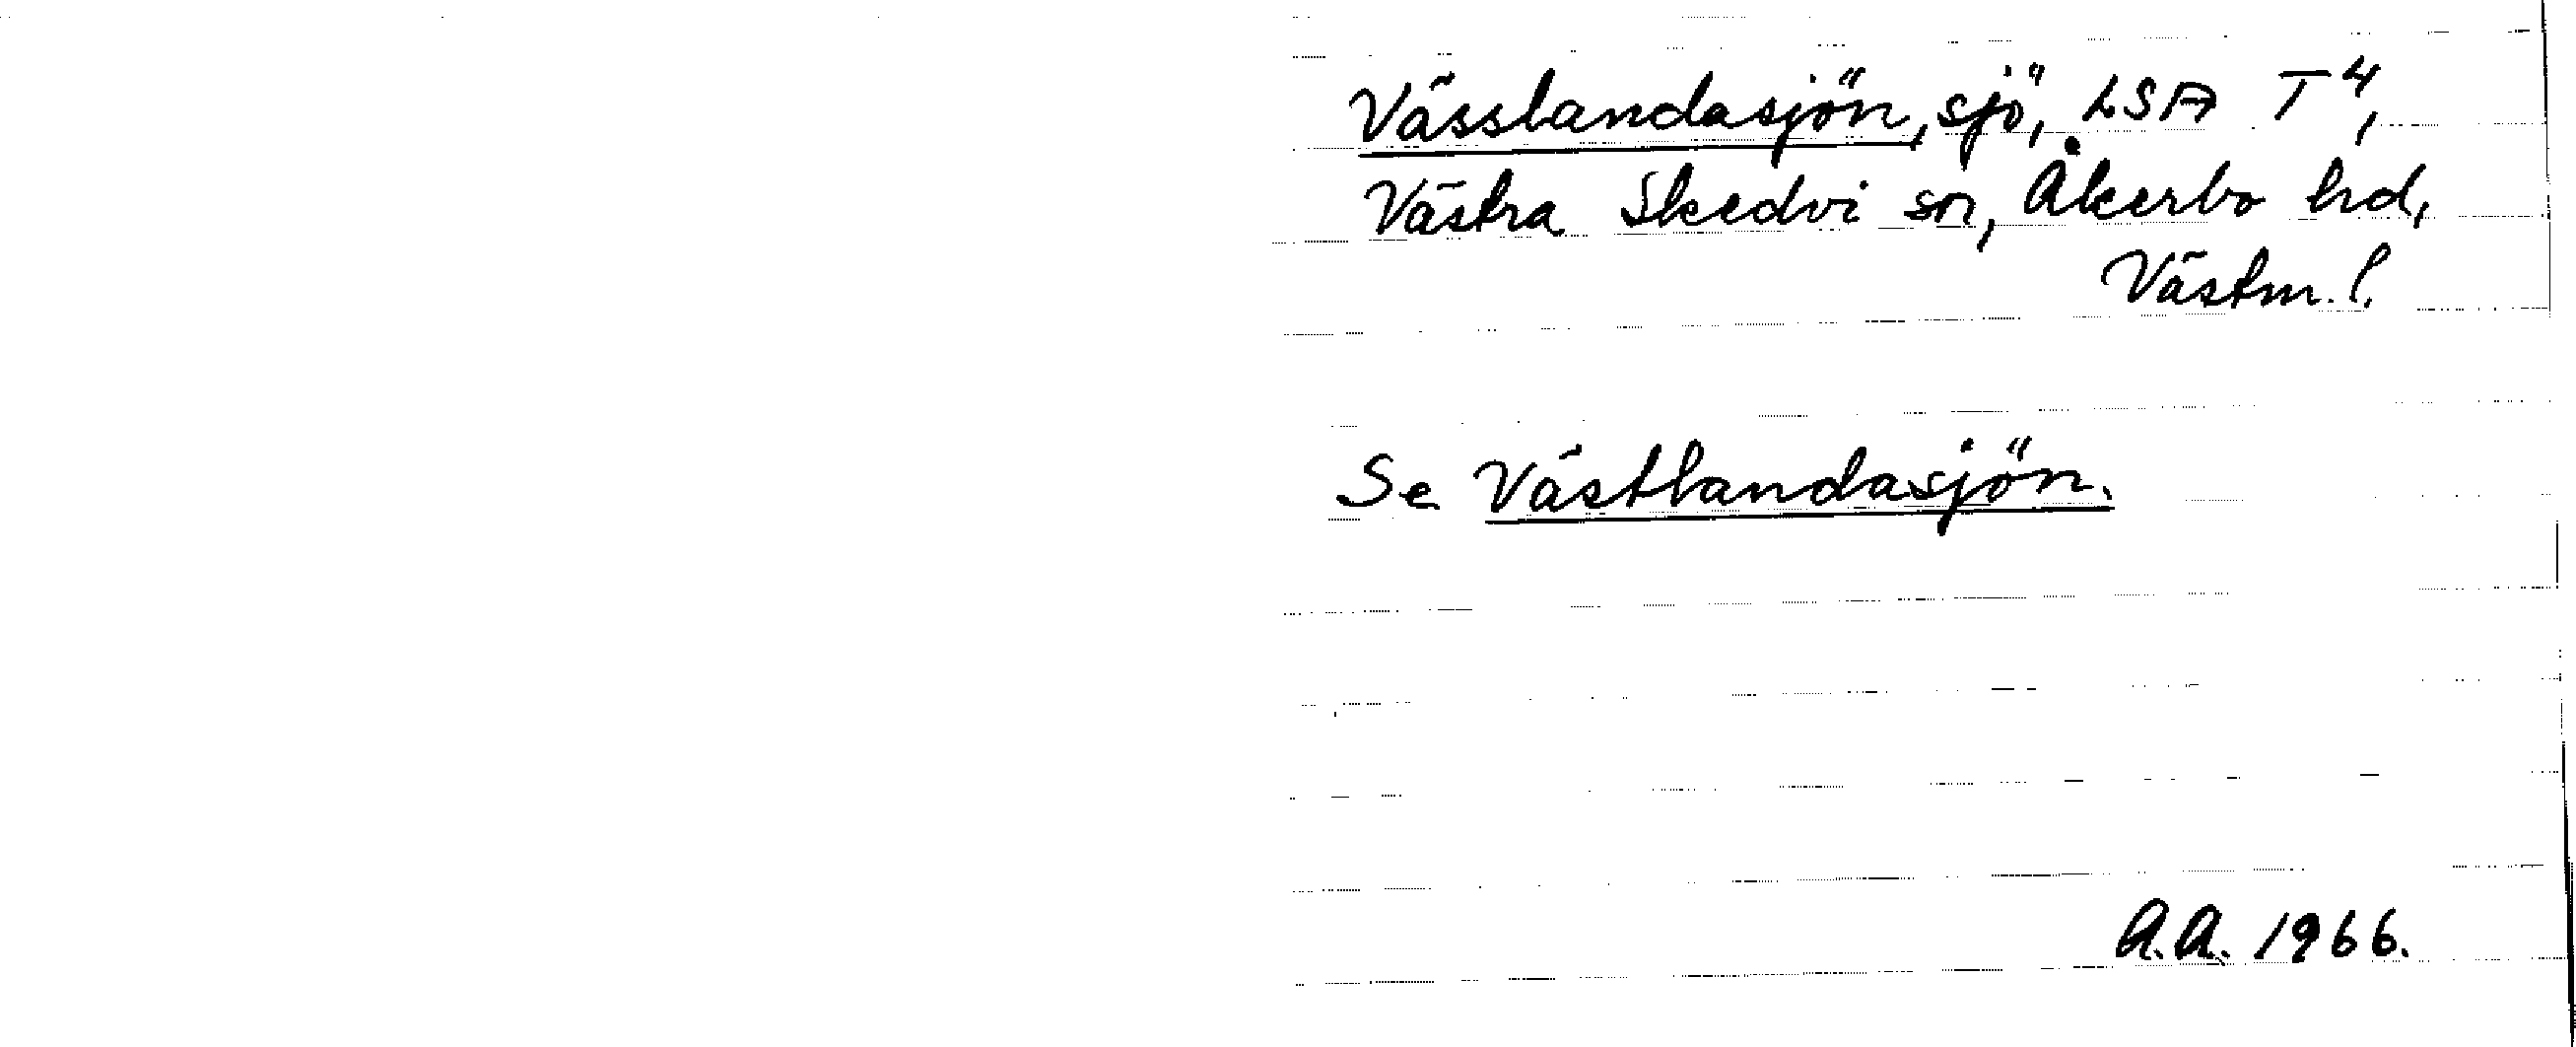 Vässlandasjön, sjö, LSA T4,
Västra Skedvi sn, Åkerbo hd,
Västm. l.
Se Västlandasjön.
A.A. 1966.